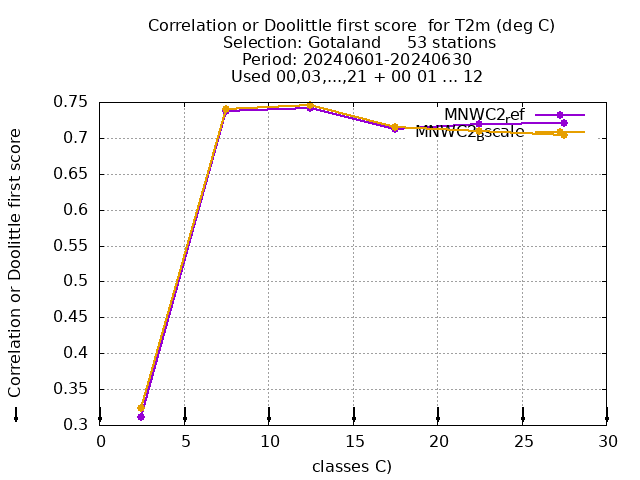 Correlation or Doolittle first score  for T2m (deg C)
Selection: Gotaland     53 stations
Period: 20240601-20240630
Used 00,03,...,21 + 00 01 ... 12
Correlation or Doolittle first score
0.75
0.7
0.65
0.6
0.55
0.5
0.45
0.4
0.35
0.3
MNWC2ref
MNWC2Bscale
0 5 10 15 20 25 30
classes C)